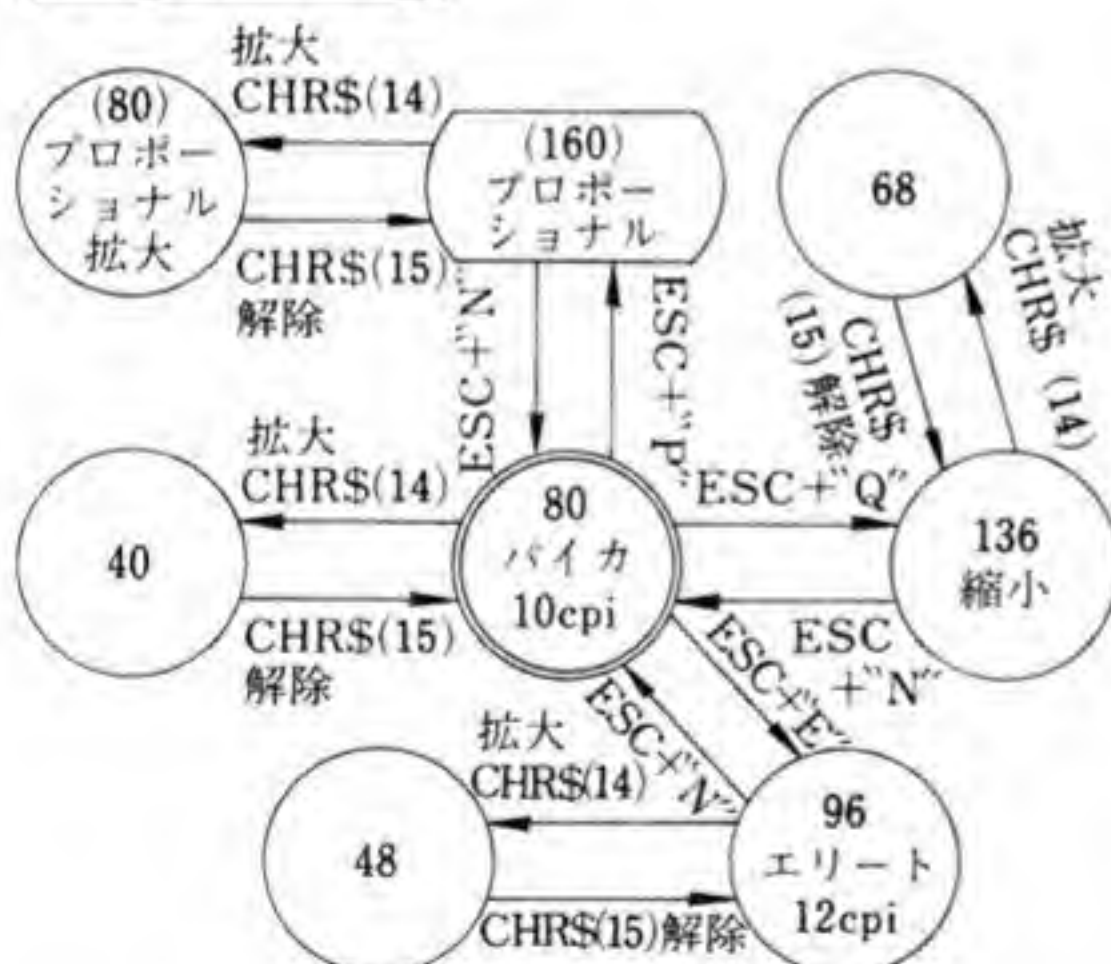 拡大
CHR$(14)
(80)
プロポー
ショナル
拡大
CHR$(15)
解除
(160)
プロポー
ショナル
68
拡大
CHR$ (14)
CHR$
(15)解除
ESC+"N"
ESC+"P"
拡大
CHR$(14)
40
CHR$(15)
解除
80
パイカ
10cpi
ESC+"Q"
136
縮小
ESC
+"N"
ESC+"E"
ESC+"N"
拡大
CHR$(14)
48
CHR$(15)解除
96
エリート
12cpi